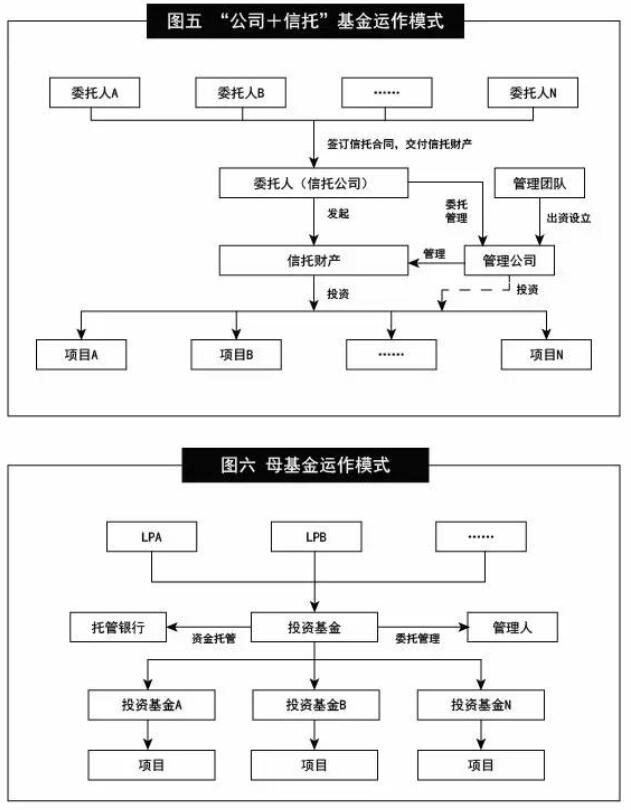 图五 “公司＋信托”基金运作模式
委托人A
委托人B
……
委托人N
签订信托合同，交付信托财产
委托人（信托公司）
管理团队
发起
委托
管理
出资设立
信托财产
管理
管理公司
投资
投资
项目A
项目B
……
项目N
图六 母基金运作模式
LPA
LPB
……
托管银行
资金托管
投资基金
委托管理
管理人
投资基金A
投资基金B
投资基金N
项目
项目
项目